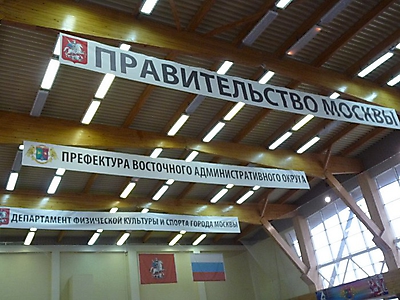 ПРАВИТЕЛЬСТВО МОСКВЫ
ПРЕФЕКТУРА ВОСТОЧНОГО АДМИНИСТРАТИВНОГО ОКРУГА
ДЕПАРТАМЕНТ ФИЗИЧЕСКОЙ КУЛЬТУРЫ И СПОРТА ГОРОДА МОСКВЫ